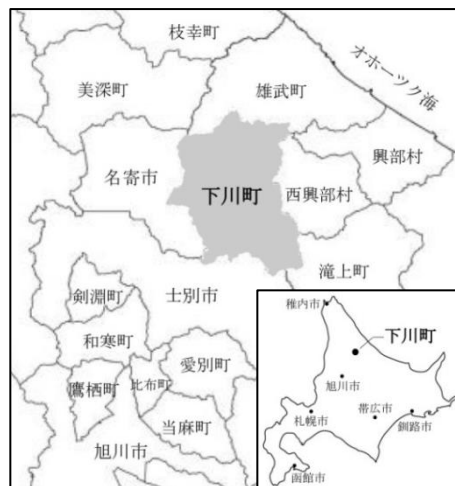 枝幸町
オホーツク海
美深町
雄武町
興部村
名寄市
下川町
西興部村
滝上町
剣淵町
士別市
和寒町
愛別町
鷹栖町
比布町
当麻町
旭川市
稚内市
下川町
旭川市
札幌市
帯広市
釧路市
函館市